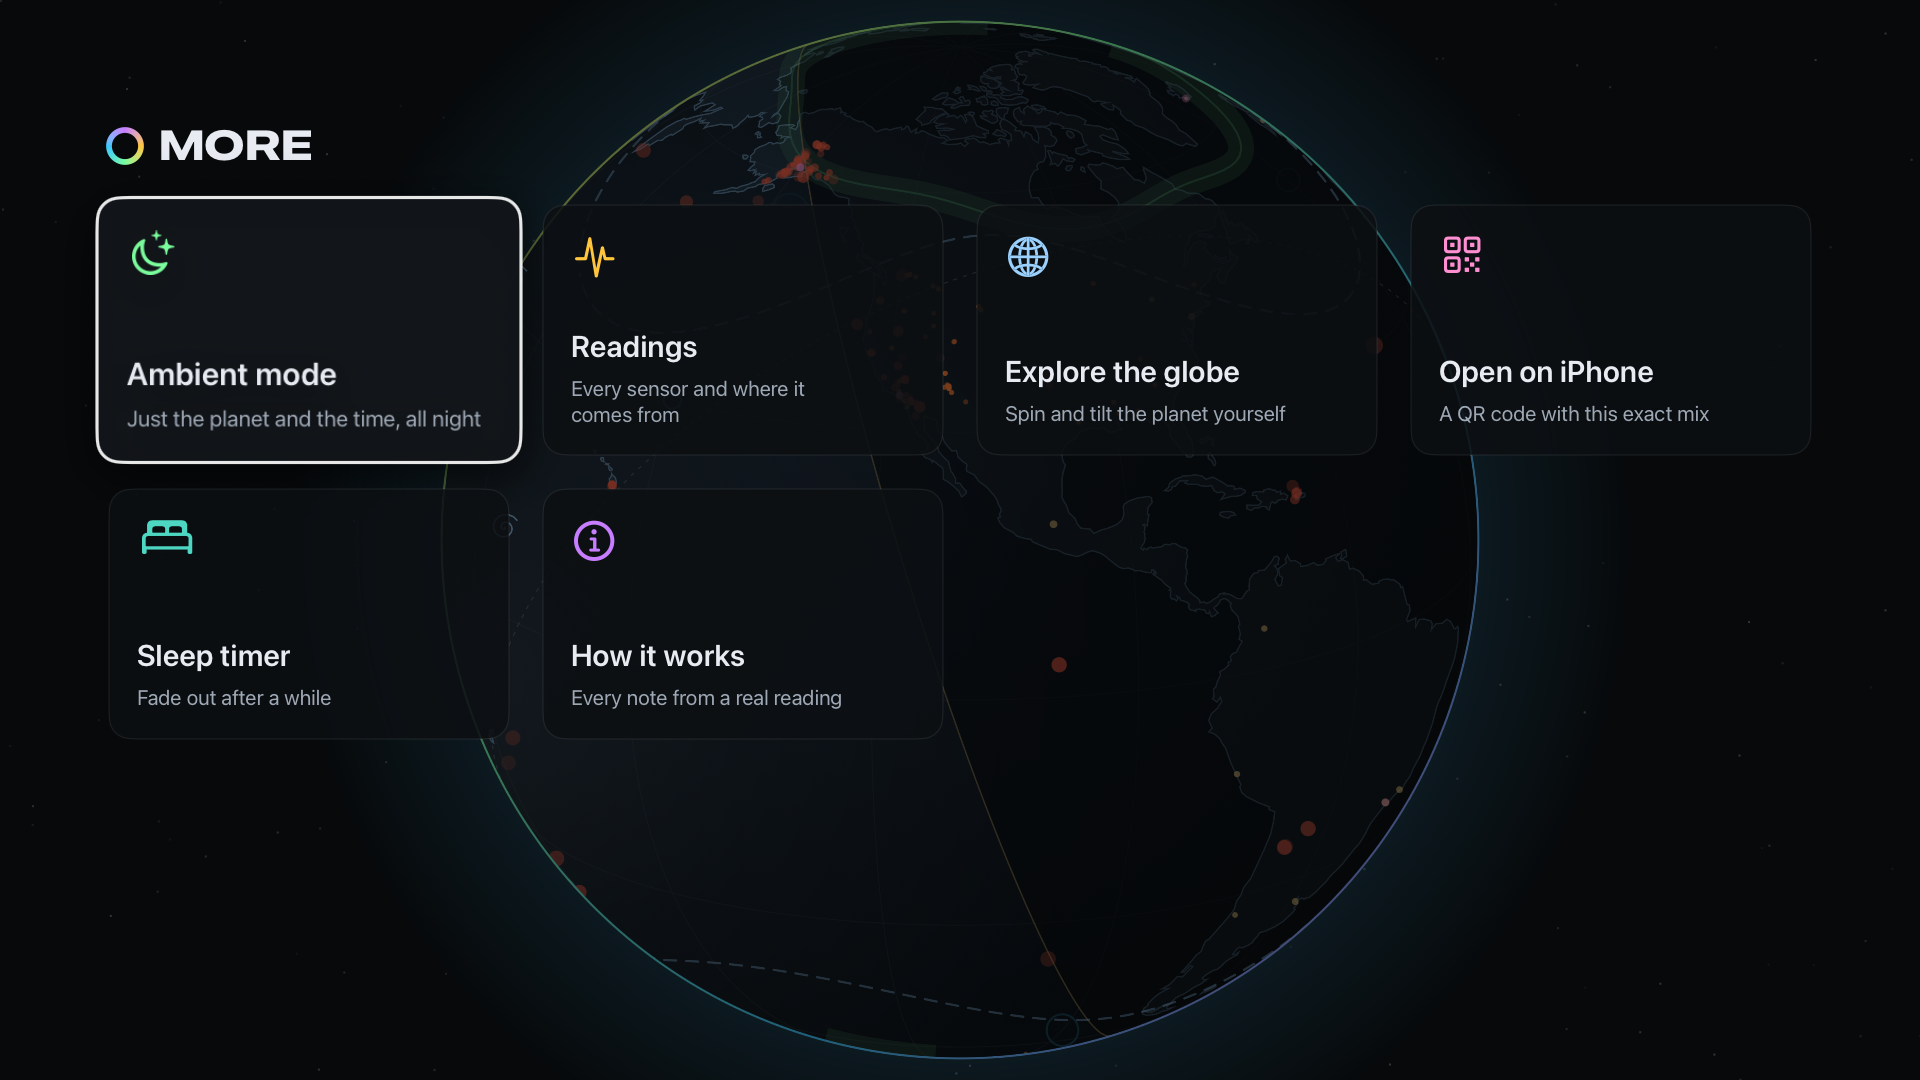 MORE
Ambient mode
Just the planet and the time, all night
Readings
Every sensor and where it
comes from
Explore the globe
Spin and tilt the planet yourself
Open on iPhone
A QR code with this exact mix
Sleep timer
Fade out after a while
How it works
Every note from a real reading